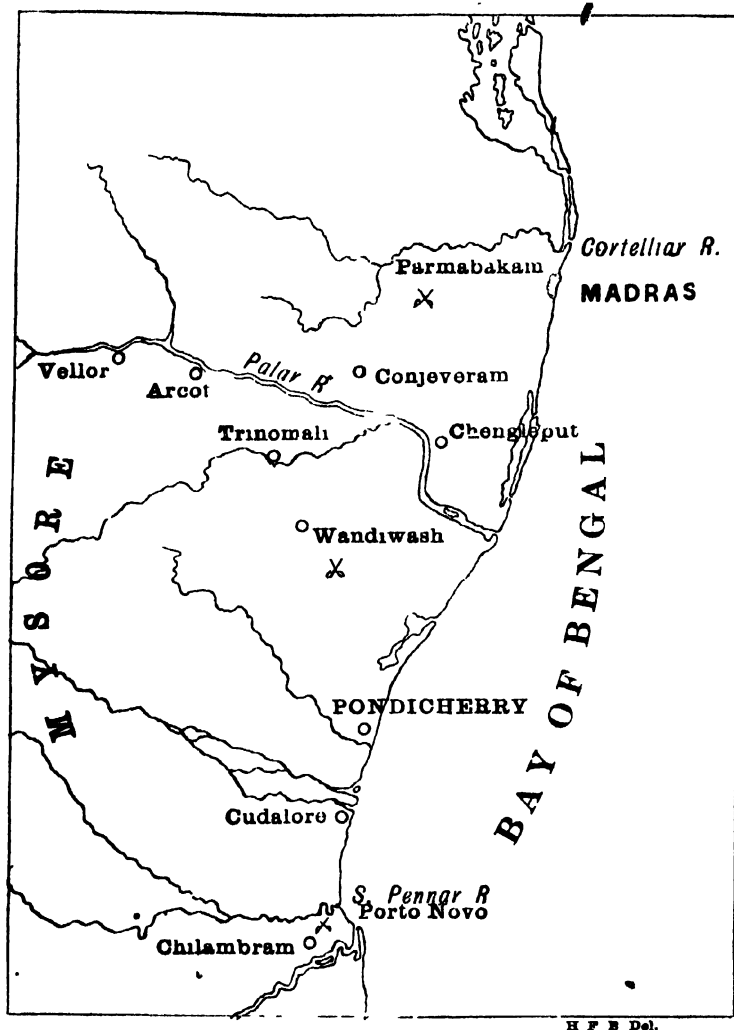 Cortelliar R.
Parmabakam
MADRAS
Palar R
Vellor
Conjeveram
Arcot
Trinomali
Chengleput
MYSORE
Wandiwash
BAY OF BENGAL
PONDICHERRY
Cudalore
S. Pennar R
Porto Novo
Chilambram
H F B Del.